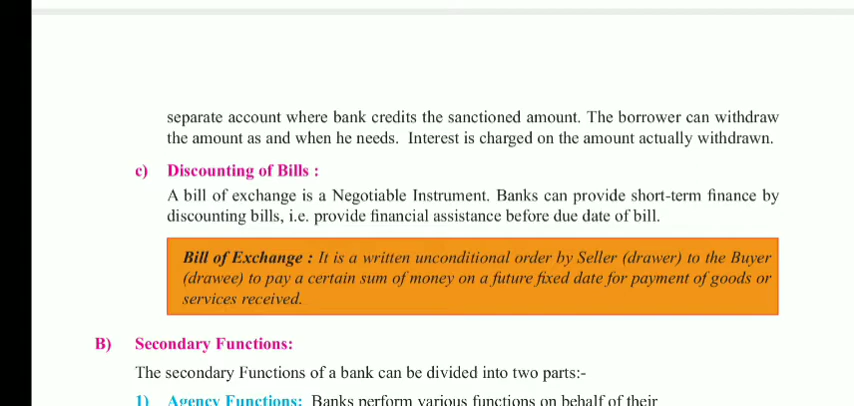 separate account where bank credits the sanctioned amount. The borrower can withdraw
the amount as and when he needs. Interest is charged on the amount actually withdrawn.
c) Discounting of Bills :
A bill of exchange is a Negotiable Instrument. Banks can provide short-term finance by
discounting bills, i.e. provide financial assistance before due date of bill.
Bill of Exchange : It is a written unconditional order by Seller (drawer) to the Buyer
(drawee) to pay a certain sum of money on a future fixed date for payment of goods or
services received.
B) Secondary Functions:
The secondary Functions of a bank can be divided into two parts:-
1) Agency Functions: Banks perform various functions on behalf of their